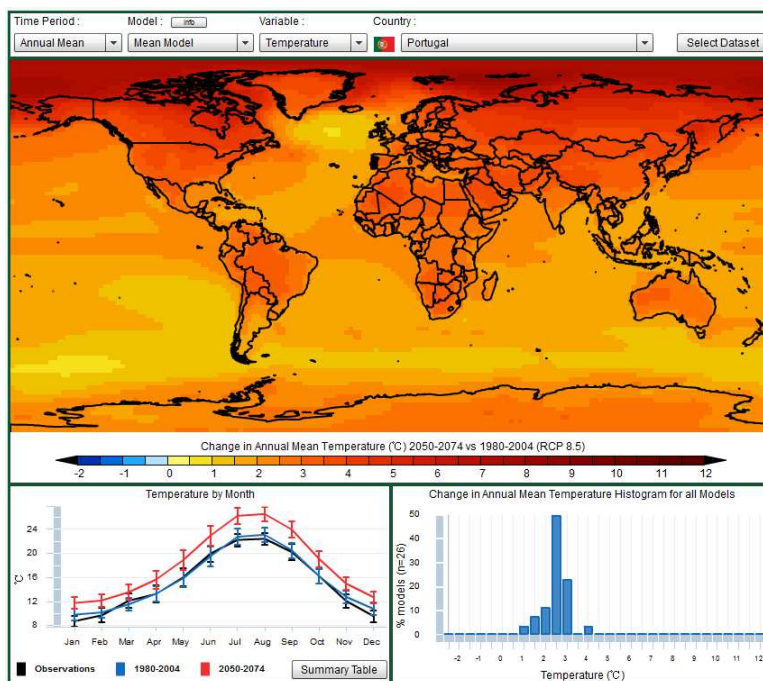 Time Period : Model : info Variable : Country :
Annual Mean Mean Model Temperature Portugal Select Dataset
Change in Annual Mean Temperature (℃) 2050-2074 vs 1980-2004 (RCP 8.5)
-2 -1 0 1 2 3 4 5 6 7 8 9 10 11 12
Temperature by Month
℃
24
20
16
12
8
Jan Feb Mar Apr May Jun Jul Aug Sep Oct Nov Dec
Observations 1980-2004 2050-2074 Summary Table
Change in Annual Mean Temperature Histogram for all Models
% models (n=26)
50
40
30
20
10
0
-2 -1 0 1 2 3 4 5 6 7 8 9 10 11 12
Temperature (℃)